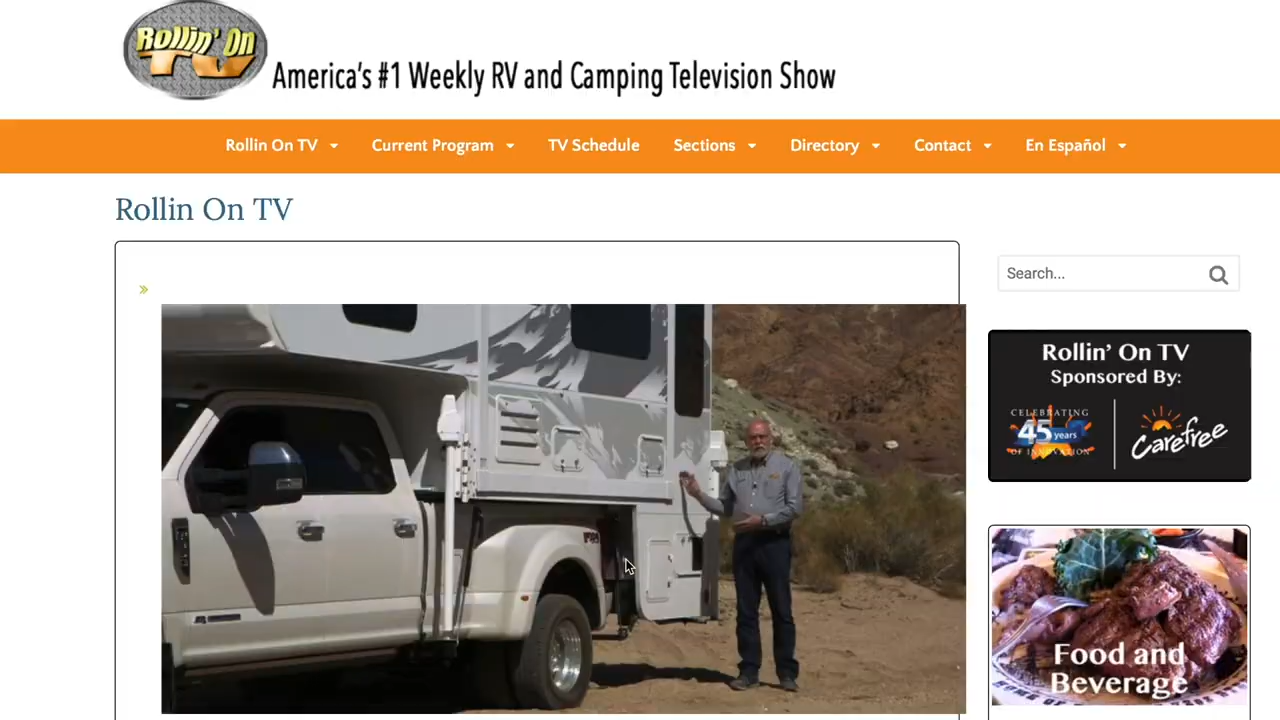 Rollin' On
TV
America's #1 Weekly RV and Camping Television Show
Rollin On TV
Current Program
TV Schedule
Sections
Directory
Contact
En Español
Rollin On TV
Search...
»
Rollin' On TV
Sponsored By:
CELEBRATING
45 years
OF INNOVATION
Carefree
Food and
Beverage